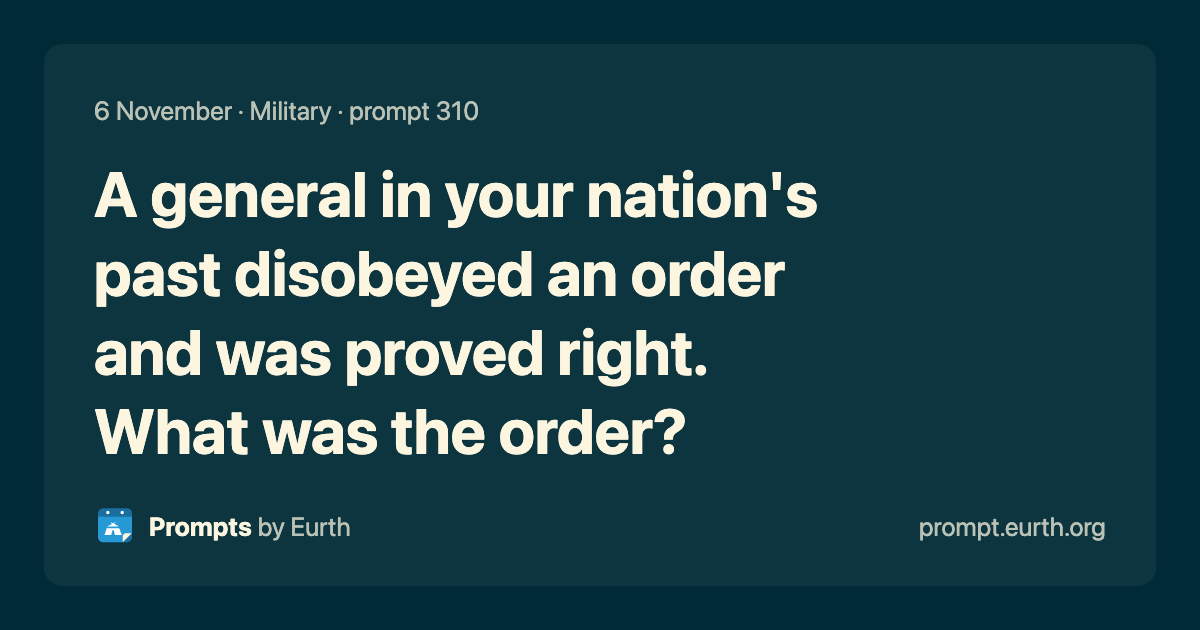 6 November · Military · prompt 310
A general in your nation's
past disobeyed an order
and was proved right.
What was the order?
Prompts by Eurth
prompt.eurth.org